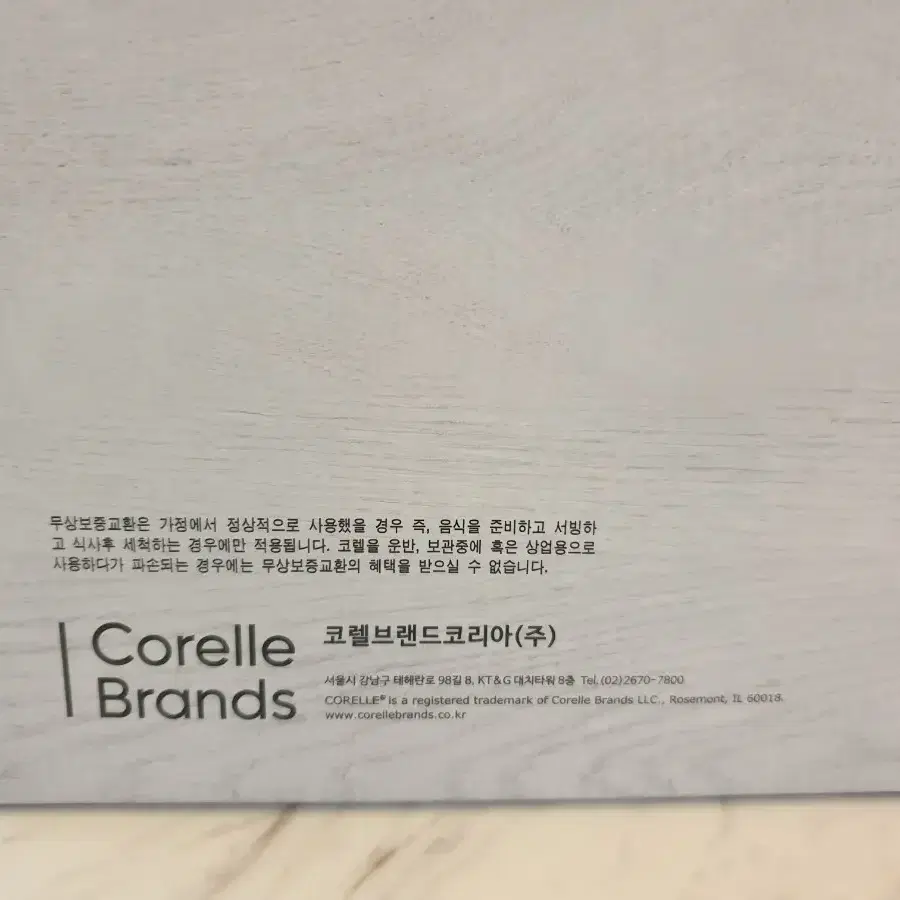 무상보증교환은 가정에서 정상적으로 사용했을 경우 즉, 음식을 준비하고 서빙하
고 식사후 세척하는 경우에만 적용됩니다. 코렐을 운반, 보관중에 혹은 상업용으로
사용하다가 파손되는 경우에는 무상보증교환의 혜택을 받으실 수 없습니다.
Corelle
Brands
코렐브랜드코리아(주)
서울시 강남구 테헤란로 98길 8, KT&G 대치타워 8층 Tel. (02)2670-7800
CORELLE® is a registered trademark of Corelle Brands LLC., Rosemont, IL 60018.
www.corellebrands.co.kr